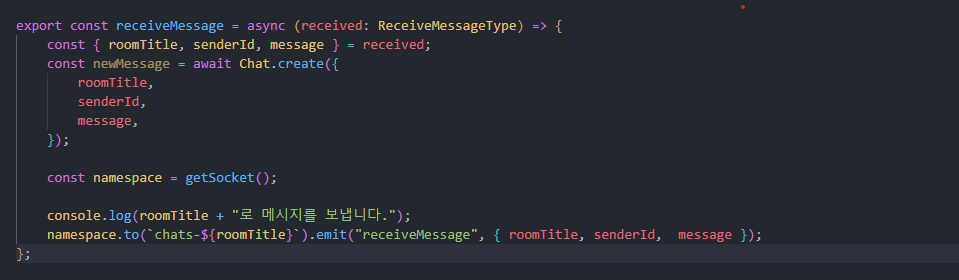 export const receiveMessage = async (received: ReceiveMessageType) => {
    const { roomTitle, senderId, message } = received;
    const newMessage = await Chat.create({
        roomTitle,
        senderId,
        message,
    });
    const namespace = getSocket();
    console.log(roomTitle + "로 메시지를 보냅니다.");
    namespace.to(`chats-${roomTitle}`).emit("receiveMessage", { roomTitle, senderId,  message });
};